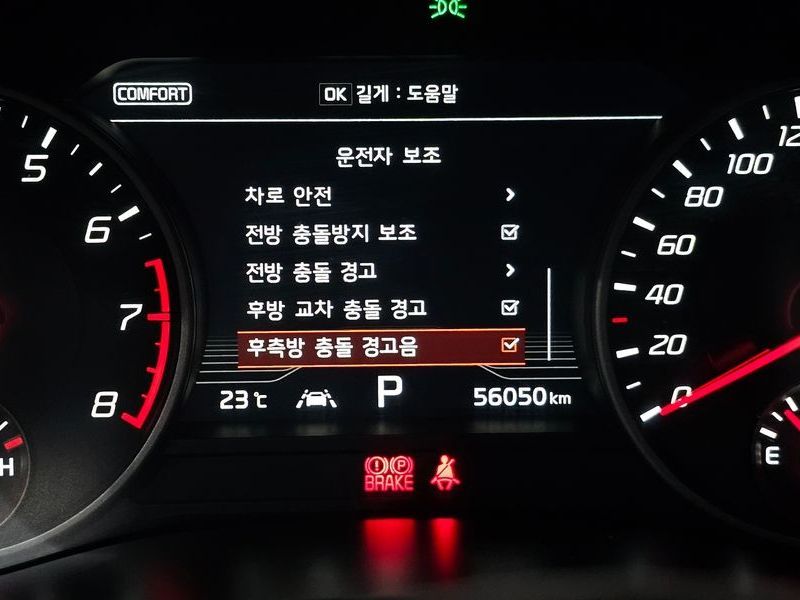 COMFORT
OK 길게 : 도움말
운전자 보조
차로 안전
전방 충돌방지 보조
전방 충돌 경고
후방 교차 충돌 경고
후측방 충돌 경고음
23℃
P
56050km
BRAKE
P
5
6
7
8
H
0
20
40
60
80
100
12
E